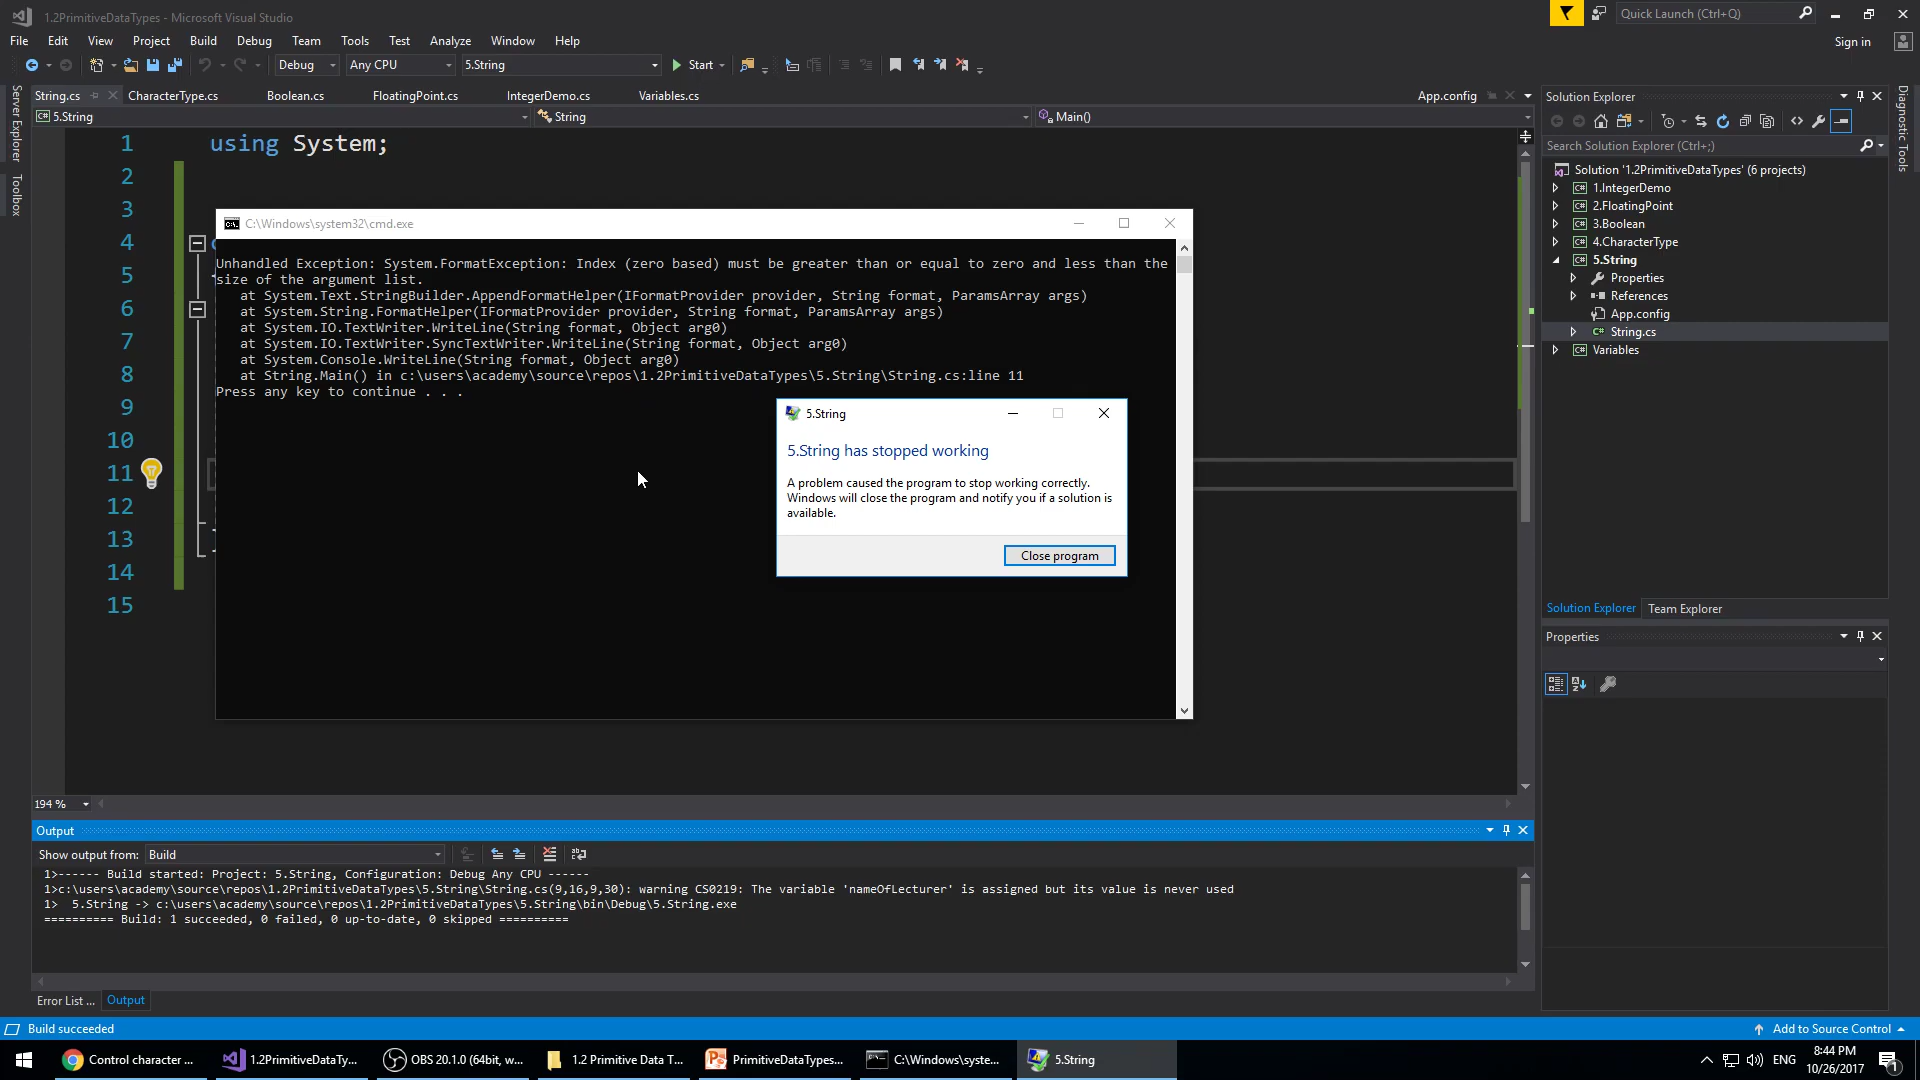 1.2PrimitiveDataTypes - Microsoft Visual Studio
Quick Launch (Ctrl+Q)
File Edit View Project Build Debug Team Tools Test Analyze Window Help
Sign in
Debug Any CPU 5.String Start
String.cs CharacterType.cs Boolean.cs FloatingPoint.cs IntegerDemo.cs Variables.cs App.config
5.String String Main()
Server Explorer
Toolbox
Diagnostic Tools
1 using System;
2
3
4
5
6
7
8
9
10
11
12
13
14
15
C:\Windows\system32\cmd.exe
Unhandled Exception: System.FormatException: Index (zero based) must be greater than or equal to zero and less than the
size of the argument list.
at System.Text.StringBuilder.AppendFormatHelper(IFormatProvider provider, String format, ParamsArray args)
at System.String.FormatHelper(IFormatProvider provider, String format, ParamsArray args)
at System.IO.TextWriter.WriteLine(String format, Object arg0)
at System.IO.TextWriter.SyncTextWriter.WriteLine(String format, Object arg0)
at System.Console.WriteLine(String format, Object arg0)
at String.Main() in c:\users\academy\source\repos\1.2PrimitiveDataTypes\5.String\String.cs:line 11
Press any key to continue . . .
5.String
5.String has stopped working
A problem caused the program to stop working correctly.
Windows will close the program and notify you if a solution is
available.
Close program
Solution Explorer
Search Solution Explorer (Ctrl+;)
Solution '1.2PrimitiveDataTypes' (6 projects)
1.IntegerDemo
2.FloatingPoint
3.Boolean
4.CharacterType
5.String
Properties
References
App.config
String.cs
Variables
Solution Explorer Team Explorer
Properties
194 %
Output
Show output from: Build
1>------ Build started: Project: 5.String, Configuration: Debug Any CPU ------
1>c:\users\academy\source\repos\1.2PrimitiveDataTypes\5.String\String.cs(9,16,9,30): warning CS0219: The variable 'nameOfLecturer' is assigned but its value is never used
1>  5.String -> c:\users\academy\source\repos\1.2PrimitiveDataTypes\5.String\bin\Debug\5.String.exe
========== Build: 1 succeeded, 0 failed, 0 up-to-date, 0 skipped ==========
Error List ... Output
Build succeeded
Add to Source Control
Control character ... 1.2PrimitiveDataTy... OBS 20.1.0 (64bit, w... 1.2 Primitive Data T... PrimitiveDataTypes... C:\Windows\syste... 5.String
ENG
8:44 PM
10/26/2017
1